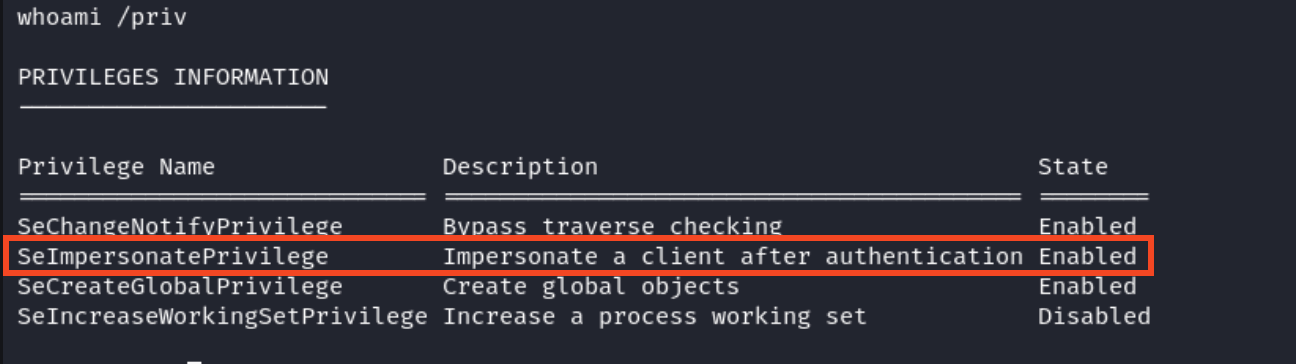 whoami /priv
PRIVILEGES INFORMATION
Privilege Name Description State
SeChangeNotifyPrivilege Bypass traverse checking Enabled
SeImpersonatePrivilege Impersonate a client after authentication Enabled
SeCreateGlobalPrivilege Create global objects Enabled
SeIncreaseWorkingSetPrivilege Increase a process working set Disabled